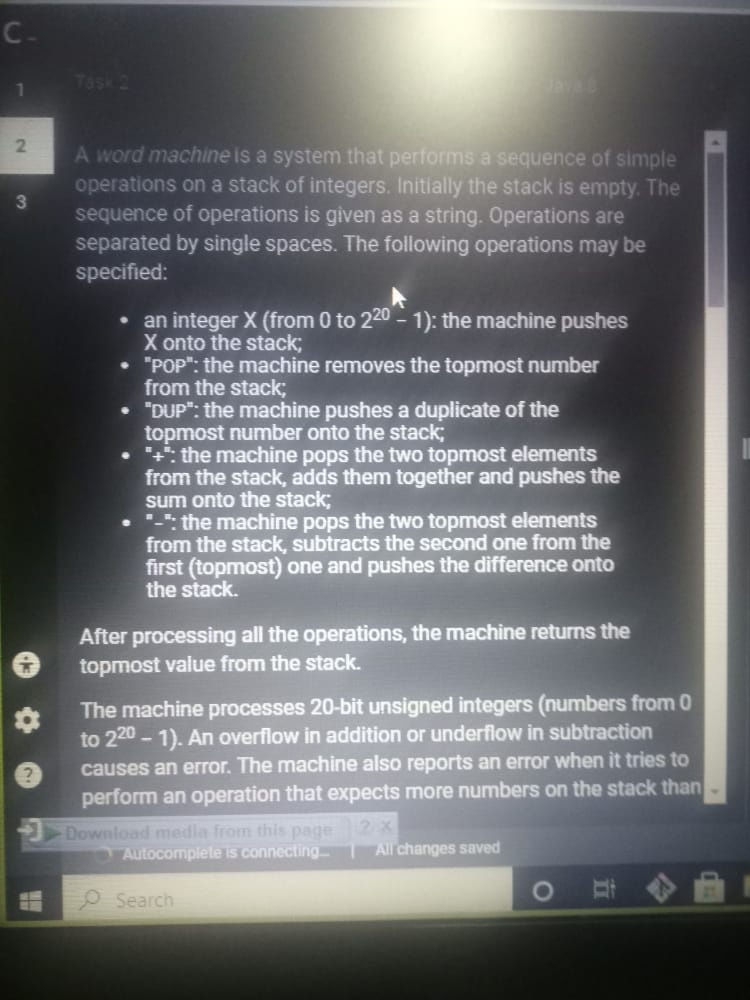 C-
Task 2
Java 8
1
2
3
A word machine is a system that performs a sequence of simple
operations on a stack of integers. Initially the stack is empty. The
sequence of operations is given as a string. Operations are
separated by single spaces. The following operations may be
specified:
• an integer X (from 0 to 2²⁰ − 1): the machine pushes
X onto the stack;
• "POP": the machine removes the topmost number
from the stack;
• "DUP": the machine pushes a duplicate of the
topmost number onto the stack;
• "+": the machine pops the two topmost elements
from the stack, adds them together and pushes the
sum onto the stack;
• "-": the machine pops the two topmost elements
from the stack, subtracts the second one from the
first (topmost) one and pushes the difference onto
the stack.
After processing all the operations, the machine returns the
topmost value from the stack.
The machine processes 20-bit unsigned integers (numbers from 0
to 2²⁰ − 1). An overflow in addition or underflow in subtraction
causes an error. The machine also reports an error when it tries to
perform an operation that expects more numbers on the stack than
?
Download media from this page ? X
Autocomplete is connecting... | All changes saved
Search